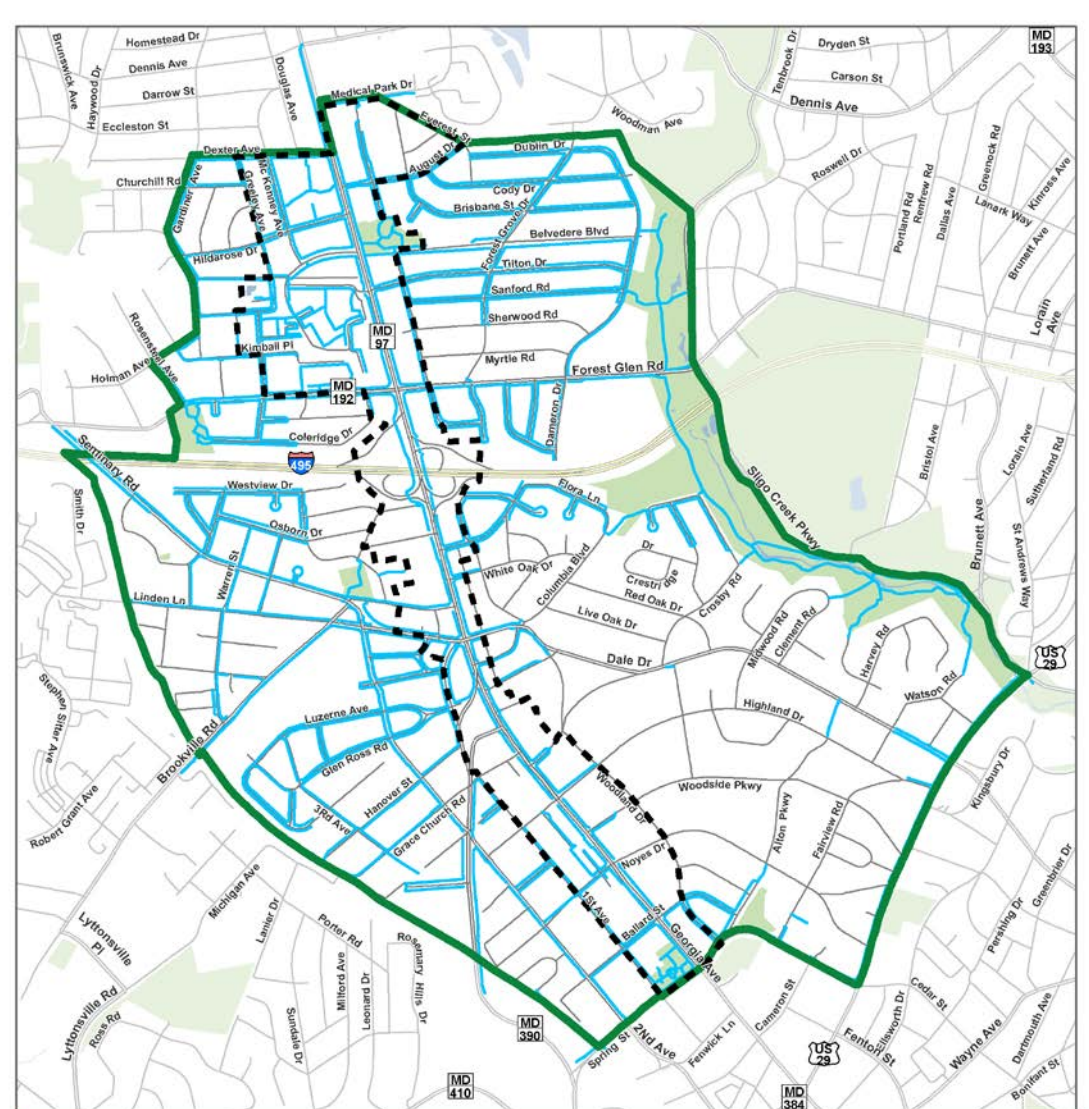 Homestead Dr
Dennis Ave
Darrow St
Eccleston St
Brunswick Ave
Haywood Dr
Douglas Ave
Medical Park Dr
Everest St
August Dr
Woodman Ave
Tenbrook Dr
Dryden St
Carson St
Dennis Ave
MD
193
Roswell Dr
Portland Rd
Renfrew Rd
Dallas Ave
Greenock Rd
Lanark Way
Kinross Ave
Brunett Ave
Lorain
Ave
Dexter Ave
Churchill Rd
Gardiner Ave
Greeley Ave
Mc Kenney Ave
Hildarose Dr
Dublin Dr
Cody Dr
Brisbane St
Forest Grove Dr
Belvedere Blvd
Tilton Dr
Sanford Rd
Sherwood Rd
Myrtle Rd
Forest Glen Rd
MD
97
MD
192
Rosensteel Ave
Holman Ave
Kimball Pl
Coleridge Dr
Dameron Dr
495
Seminary Rd
Smith Dr
Westview Dr
Osborn Dr
Warren St
Linden Ln
Flora Ln
White Oak Dr
Columbia Blvd
Dr
Crestridge
Red Oak Dr
Live Oak Dr
Crosby Rd
Sligo Creek Pkwy
Bristol Ave
Lorain Ave
Sutherland Rd
Brunett Ave
St Andrews Way
Midwood Rd
Clement Rd
Harvey Rd
Watson Rd
US
29
Dale Dr
Highland Dr
Woodside Pkwy
Alton Pkwy
Fairview Rd
Kingsbury Dr
Woodland Dr
Noyes Dr
Stephen Sitter Ave
Brookville Rd
Robert Grant Ave
Luzerne Ave
Glen Ross Rd
3Rd Ave
Hanover St
Grace Church Rd
1St Ave
Ballard St
Georgia Ave
Michigan Ave
Lanier Dr
Porter Rd
Rosemary Hills Dr
Milford Ave
Leonard Dr
Sundale Dr
Lyttonsville
Pl
Lyttonsville Rd
Ross Rd
MD
390
MD
410
Spring St
2Nd Ave
Fenwick Ln
Cameron St
US
29
Fenton St
Ellsworth Dr
Cedar St
Pershing Dr
Greenbrier Dr
Wayne Ave
Dartmouth Ave
Bonifant St
MD
384